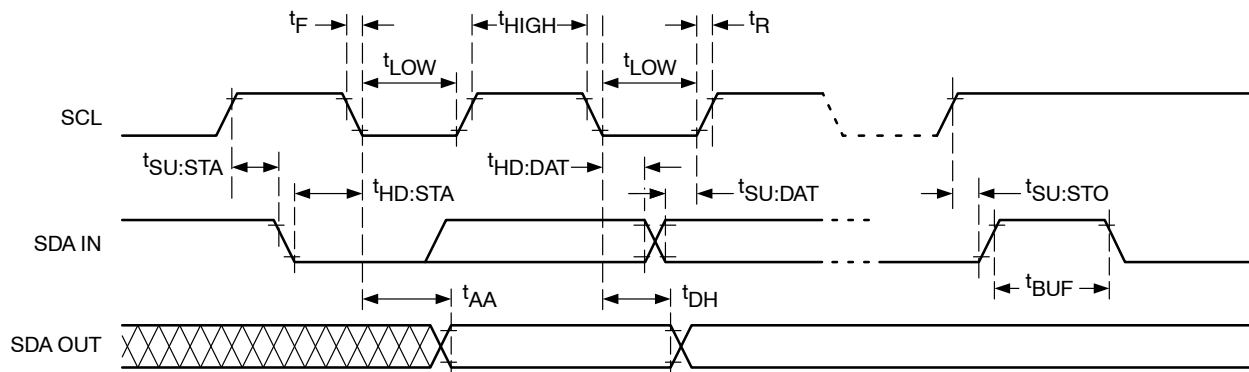 tF
tHIGH
tR
tLOW
tLOW
SCL
tSU:STA
tHD:DAT
tHD:STA
tSU:DAT
tSU:STO
SDA IN
tBUF
tAA
tDH
SDA OUT